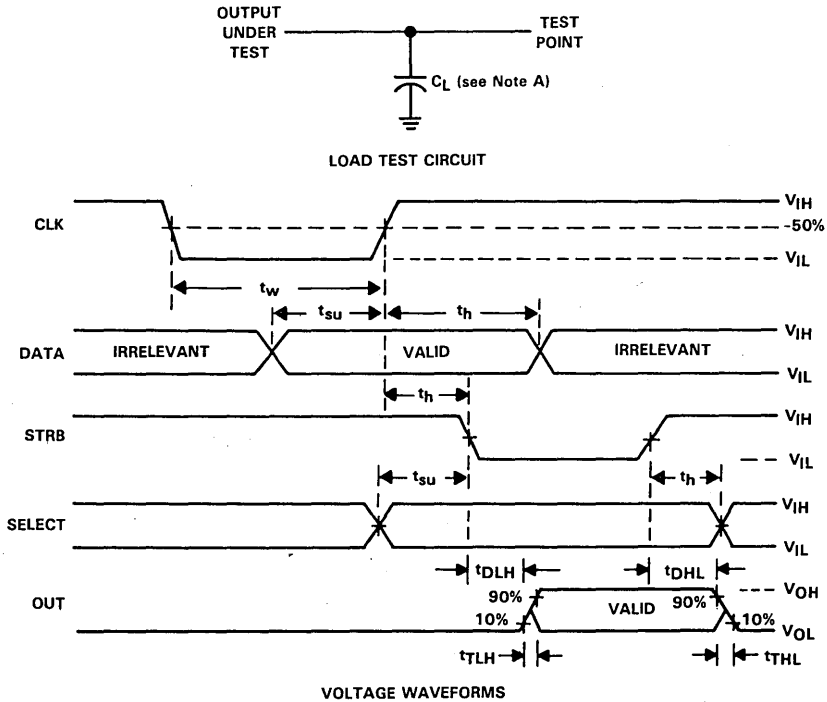 OUTPUT
UNDER
TEST
TEST
POINT
CL (see Note A)
LOAD TEST CIRCUIT
CLK
VIH
-50%
VIL
tw
tsu
th
DATA
IRRELEVANT
VALID
IRRELEVANT
VIH
VIL
th
STRB
VIH
VIL
tsu
th
SELECT
VIH
VIL
tDLH
tDHL
OUT
90%
VALID
90%
VOH
10%
10%
VOL
tTLH
tTHL
VOLTAGE WAVEFORMS